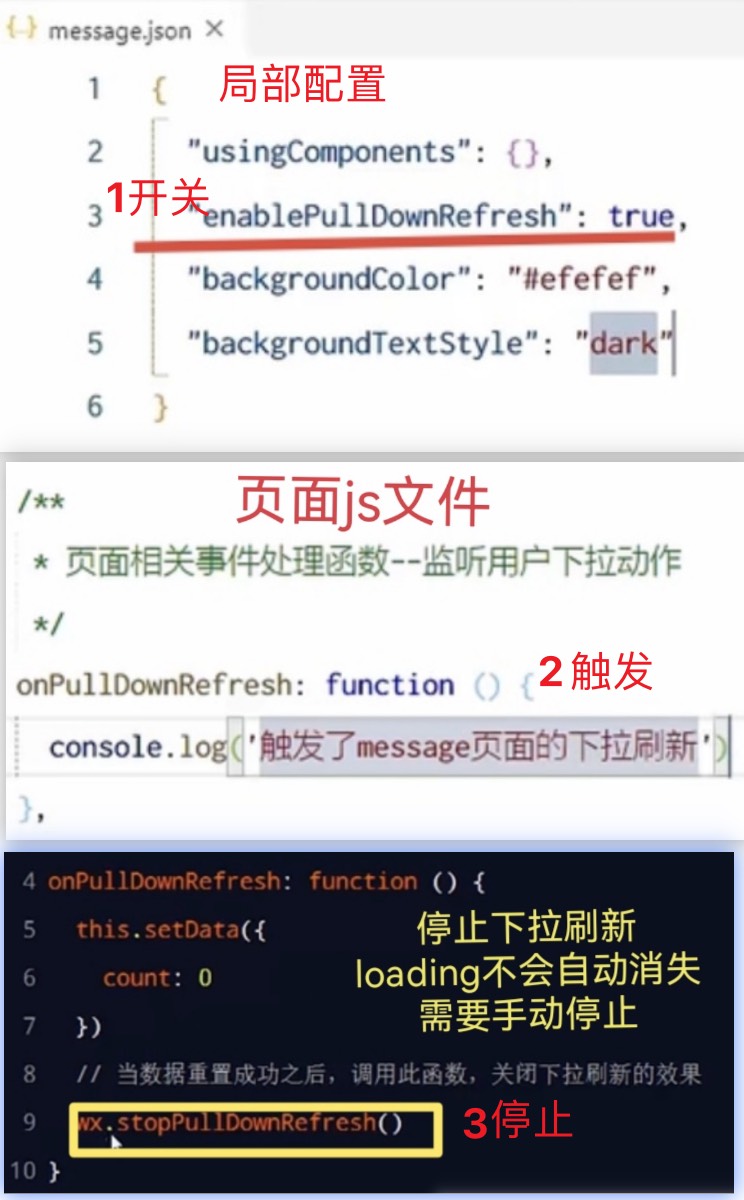 {..} message.json ×
局部配置
1 {
2 "usingComponents": {},
1开关
3 "enablePullDownRefresh": true,
4 "backgroundColor": "#efefef",
5 "backgroundTextStyle": "dark"
6 }
页面js文件
/**
* 页面相关事件处理函数--监听用户下拉动作
*/
onPullDownRefresh: function () {
2 触发
console.log('触发了message页面的下拉刷新')
},
4 onPullDownRefresh: function () {
5 this.setData({
停止下拉刷新
6 count: 0
loading不会自动消失
7 })
需要手动停止
8 // 当数据重置成功之后，调用此函数，关闭下拉刷新的效果
9 wx.stopPullDownRefresh()
3停止
10 }